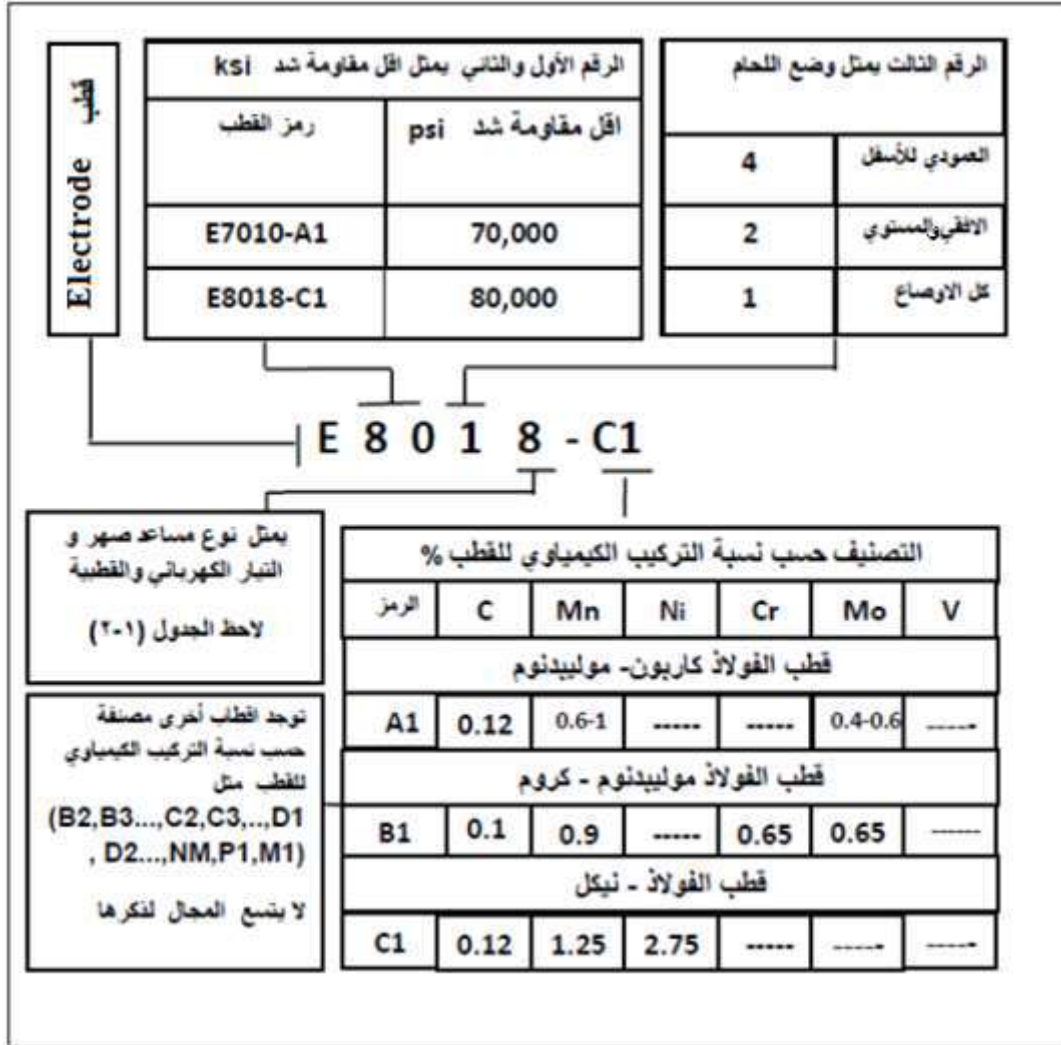 قطب Electrode
الرقم الأول والثاني يمثل اقل مقاومة شد ksi
رمز القطب
اقل مقاومة شد psi
E7010-A1
70,000
E8018-C1
80,000
الرقم الثالث يمثل وضع اللحام
العمودي للأسفل
4
الافقي والمستوي
2
كل الاوضاع
1
E 8 0 1 8 - C1
يمثل نوع مساعد صهر و
التيار الكهربائي والقطبية
لاحظ الجدول (١-٢)
توجد اقطاب أخرى مصنفة
حسب نسبة التركيب الكيمياوي
للقطب مثل
(B2,B3...,C2,C3,..,D1
, D2...,NM,P1,M1)
لا يتسع المجال لذكرها
التصنيف حسب نسبة التركيب الكيمياوي للقطب %
الرمز C Mn Ni Cr Mo V
قطب الفولاذ كاربون- موليبدنوم
A1 0.12 0.6-1 ----- ----- 0.4-0.6 -----
قطب الفولاذ موليبدنوم - كروم
B1 0.1 0.9 ----- 0.65 0.65 ------
قطب الفولاذ - نيكل
C1 0.12 1.25 2.75 ----- ----- -----